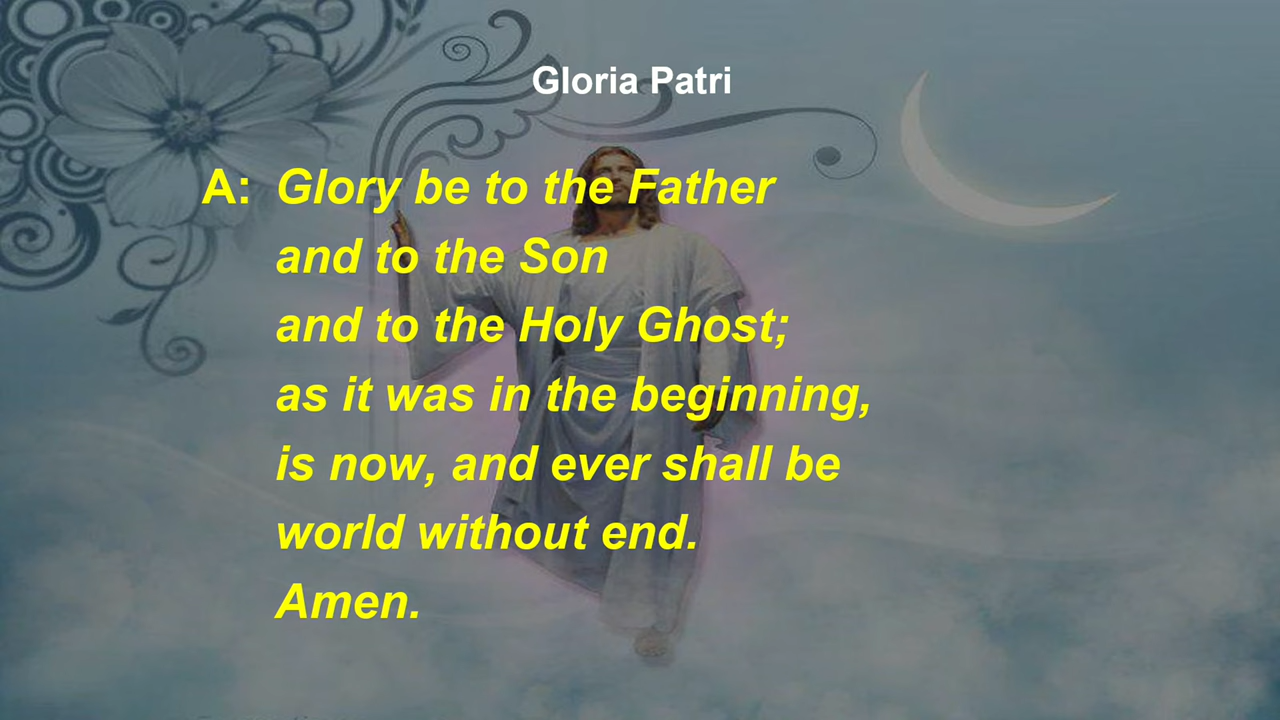 Gloria Patri
A: Glory be to the Father
and to the Son
and to the Holy Ghost;
as it was in the beginning,
is now, and ever shall be
world without end.
Amen.